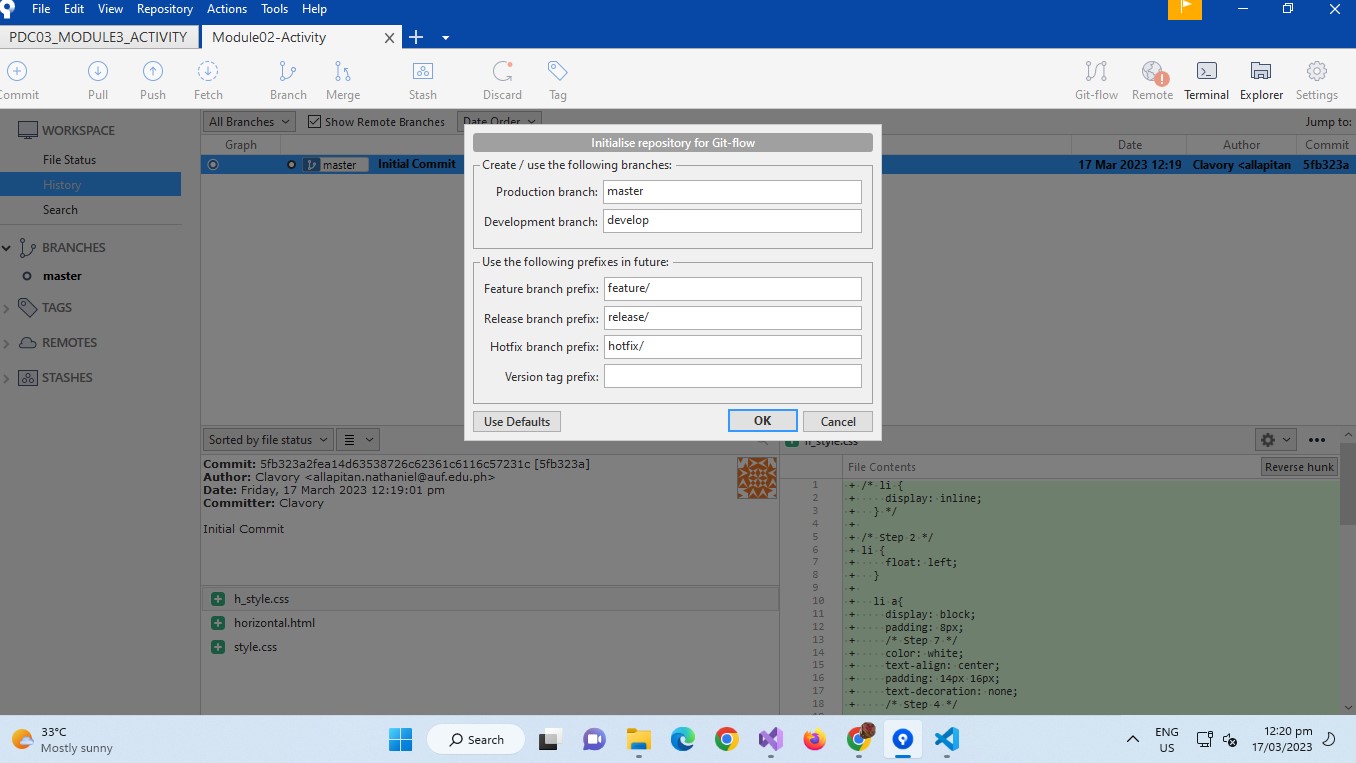 File Edit View Repository Actions Tools Help
PDC03_MODULE3_ACTIVITY Module02-Activity
Commit Pull Push Fetch Branch Merge Stash Discard Tag Git-flow Remote Terminal Explorer Settings
WORKSPACE
File Status
History
Search
BRANCHES
master
TAGS
REMOTES
STASHES
All Branches Show Remote Branches Date Order Jump to:
Graph Date Author Commit
master Initial Commit 17 Mar 2023 12:19 Clavory <allapitan 5fb323a
Initialise repository for Git-flow
Create / use the following branches:
Production branch: master
Development branch: develop
Use the following prefixes in future:
Feature branch prefix: feature/
Release branch prefix: release/
Hotfix branch prefix: hotfix/
Version tag prefix:
Use Defaults OK Cancel
Sorted by file status
Commit: 5fb323a2fea14d63538726c62361c6116c57231c [5fb323a]
Author: Clavory <allapitan.nathaniel@auf.edu.ph>
Date: Friday, 17 March 2023 12:19:01 pm
Committer: Clavory
Initial Commit
h_style.css
horizontal.html
style.css
h_style.css
File Contents Reverse hunk
1 + /* li {
2 + display: inline;
3 + } */
4 +
5 + /* Step 2 */
6 + li {
7 + float: left;
8 + }
9 +
10 + li a{
11 + display: block;
12 + padding: 8px;
13 + /* Step 7 */
14 + color: white;
15 + text-align: center;
16 + padding: 14px 16px;
17 + text-decoration: none;
18 + /* Step 4 */
33°C
Mostly sunny
Search
ENG
US
12:20 pm
17/03/2023